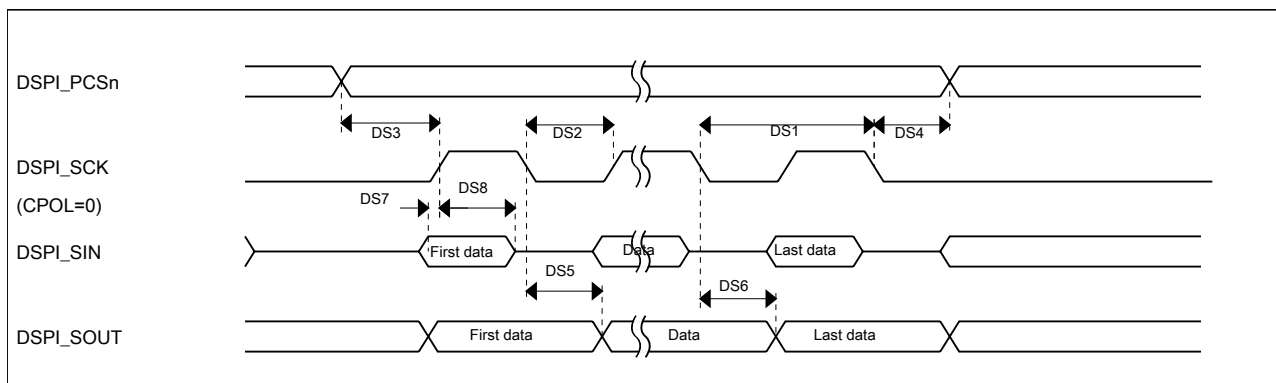 DSPI_PCSn
DS3
DS2
DS1
DS4
DSPI_SCK
(CPOL=0)
DS7
DS8
DSPI_SIN
First data
Data
Last data
DS5
DS6
DSPI_SOUT
First data
Data
Last data